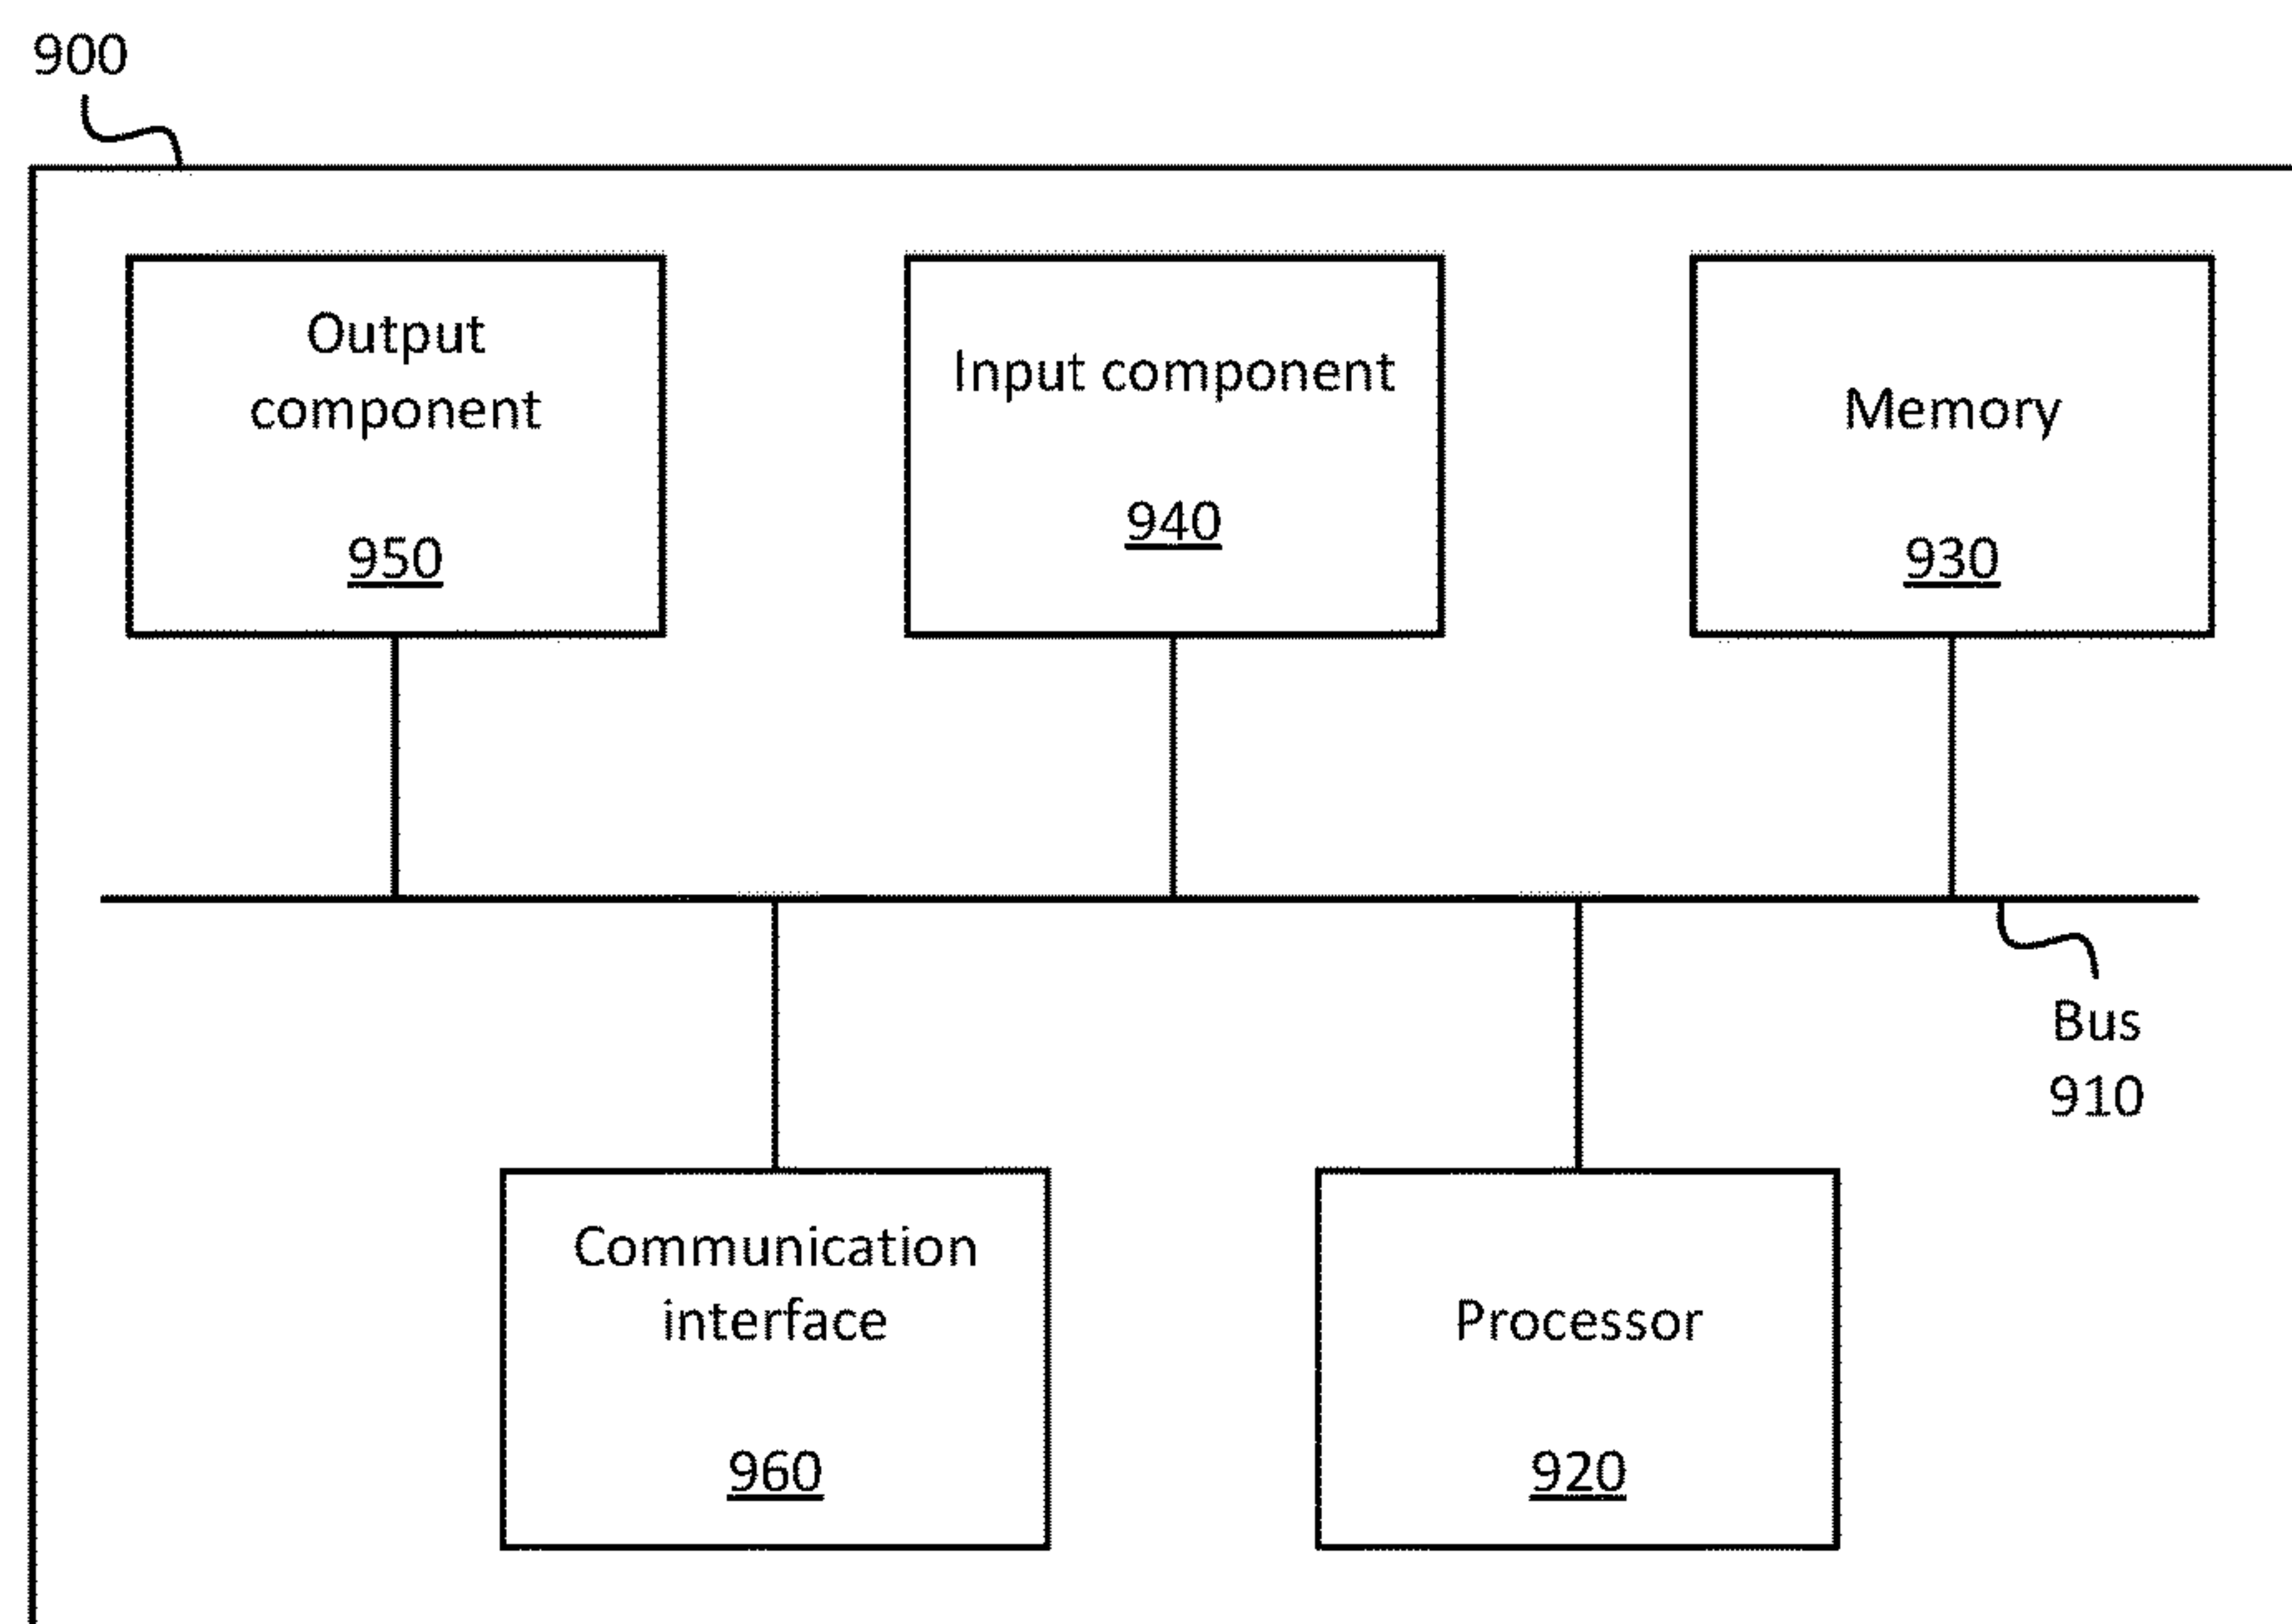 900
Output
component
950
Input component
940
Memory
930
Bus
910
Communication
interface
960
Processor
920